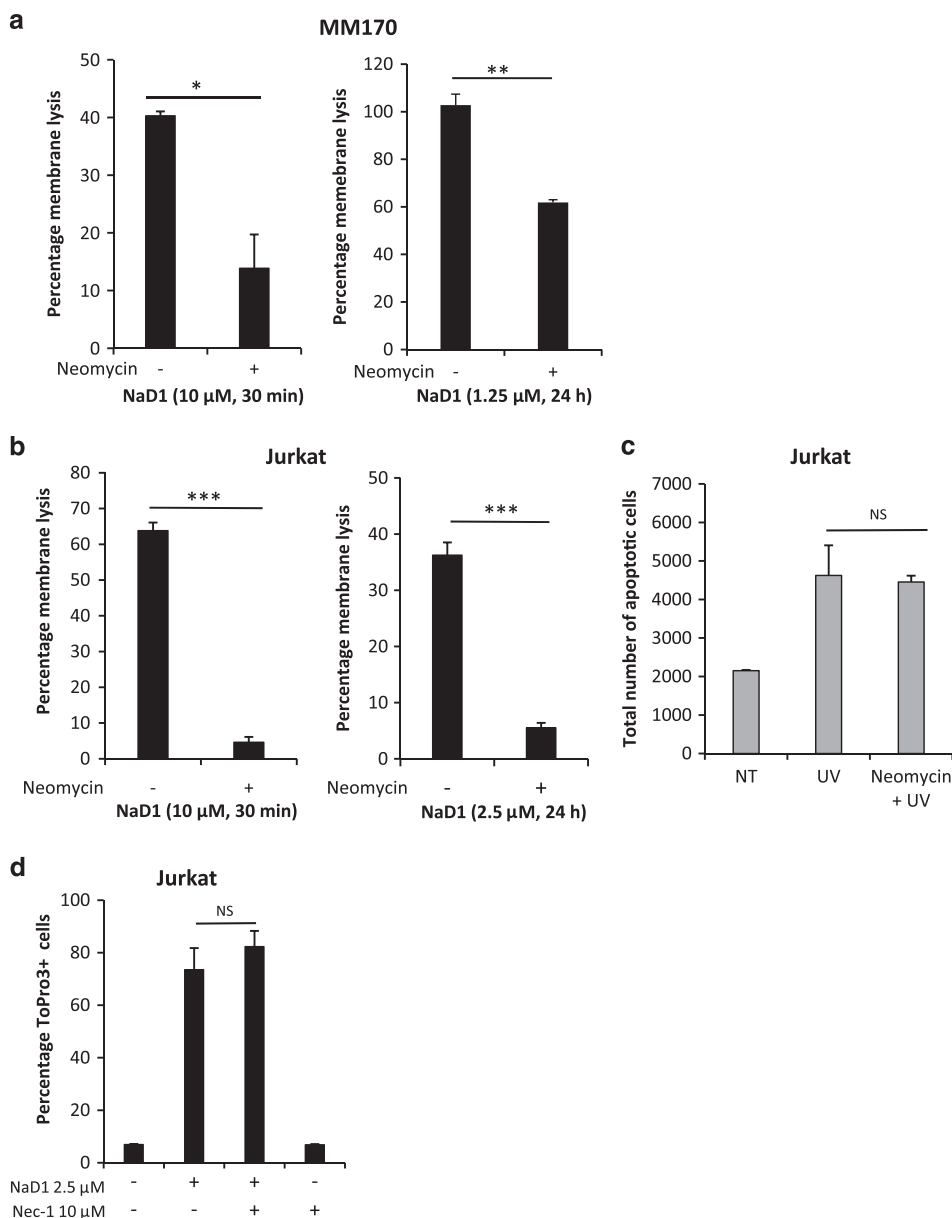 a
MM170
Percentage membrane lysis
50
40
30
20
10
0
*
Neomycin - +
NaD1 (10 µM, 30 min)
Percentage memebrane lysis
120
100
80
60
40
20
0
**
- +
NaD1 (1.25 µM, 24 h)
b
Jurkat
Percentage membrane lysis
80
70
60
50
40
30
20
10
0
***
Neomycin - +
NaD1 (10 µM, 30 min)
Percentage membrane lysis
50
40
30
20
10
0
***
Neomycin - +
NaD1 (2.5 µM, 24 h)
c
Jurkat
Total number of apoptotic cells
7000
6000
5000
4000
3000
2000
1000
0
NS
NT UV Neomycin
+ UV
d
Jurkat
Percentage ToPro3+ cells
100
80
60
40
20
0
NS
NaD1 2.5 µM - + + -
Nec-1 10 µM - - + +